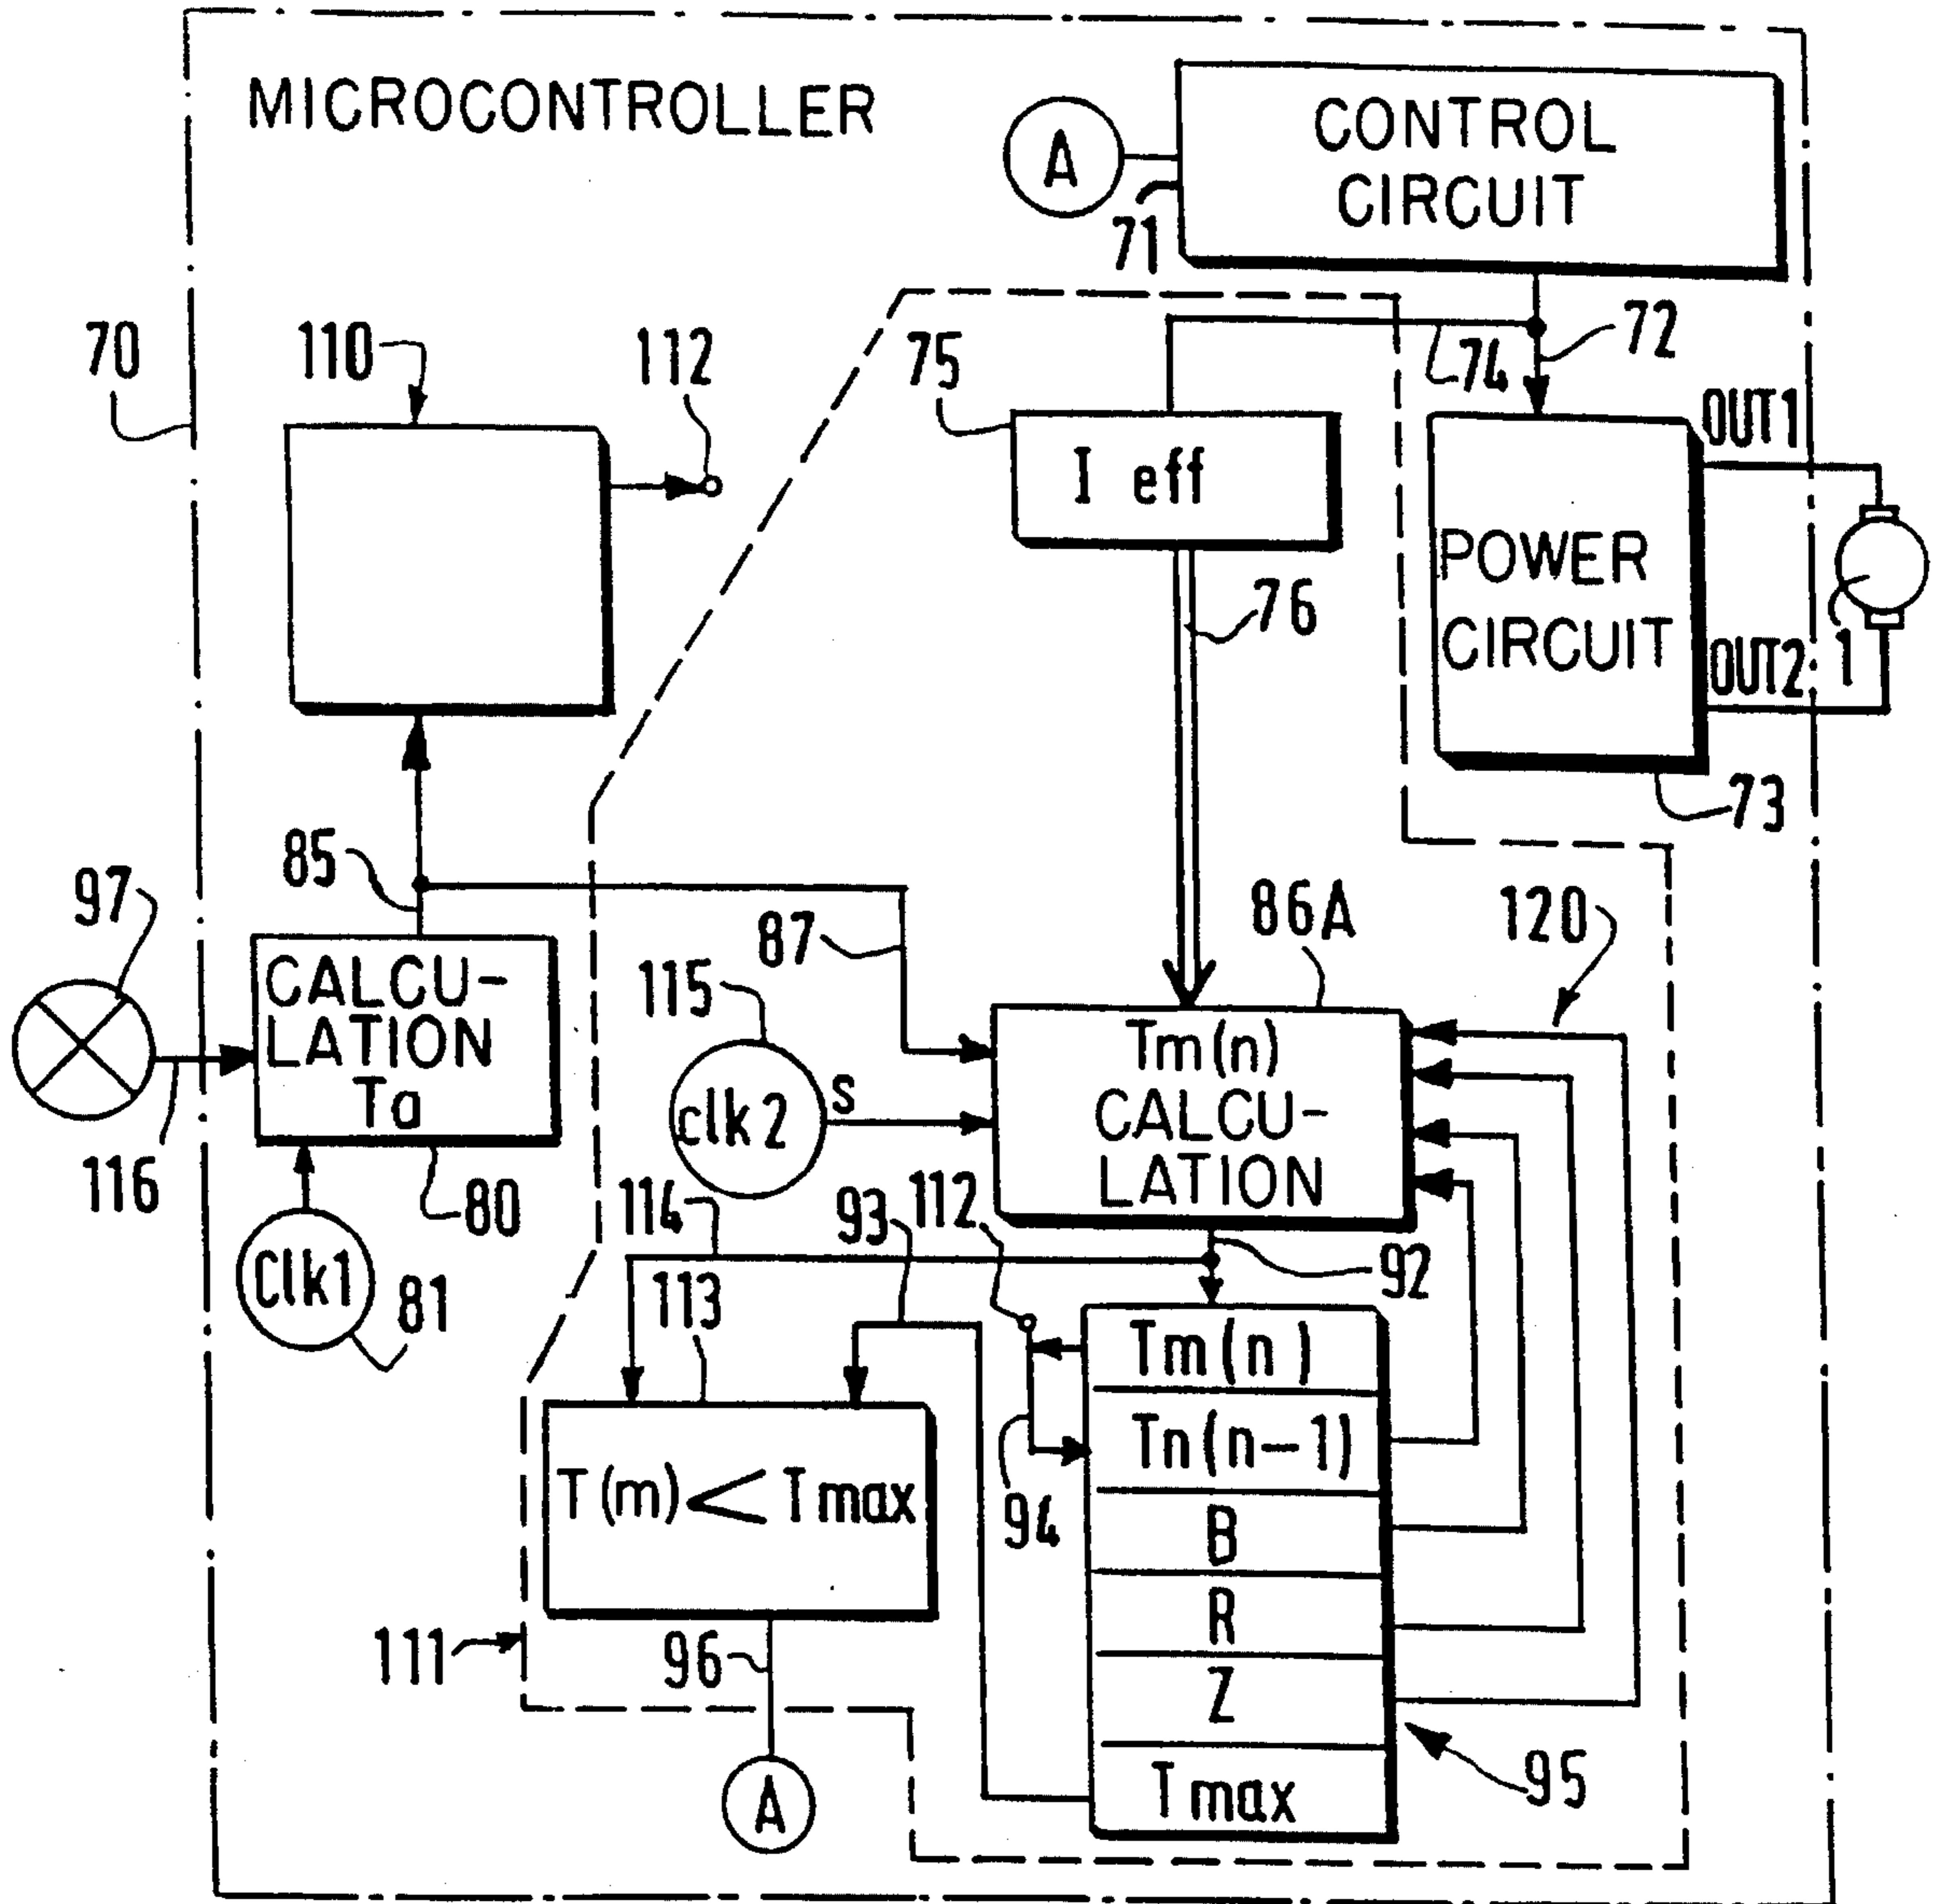 MICROCONTROLLER
A
71
CONTROL
CIRCUIT
70
110
112
75
74
72
I eff
OUT1
POWER
CIRCUIT
OUT2
1
76
73
85
97
87
86A
120
CALCU-
LATION
Ta
115
clk2
S
Tm(n)
CALCU-
LATION
116
80
Clk1
81
114
93
112
92
113
Tm(n)
Tn(n-1)
B
R
Z
Tmax
94
T(m)<Tmax
111
96
95
A